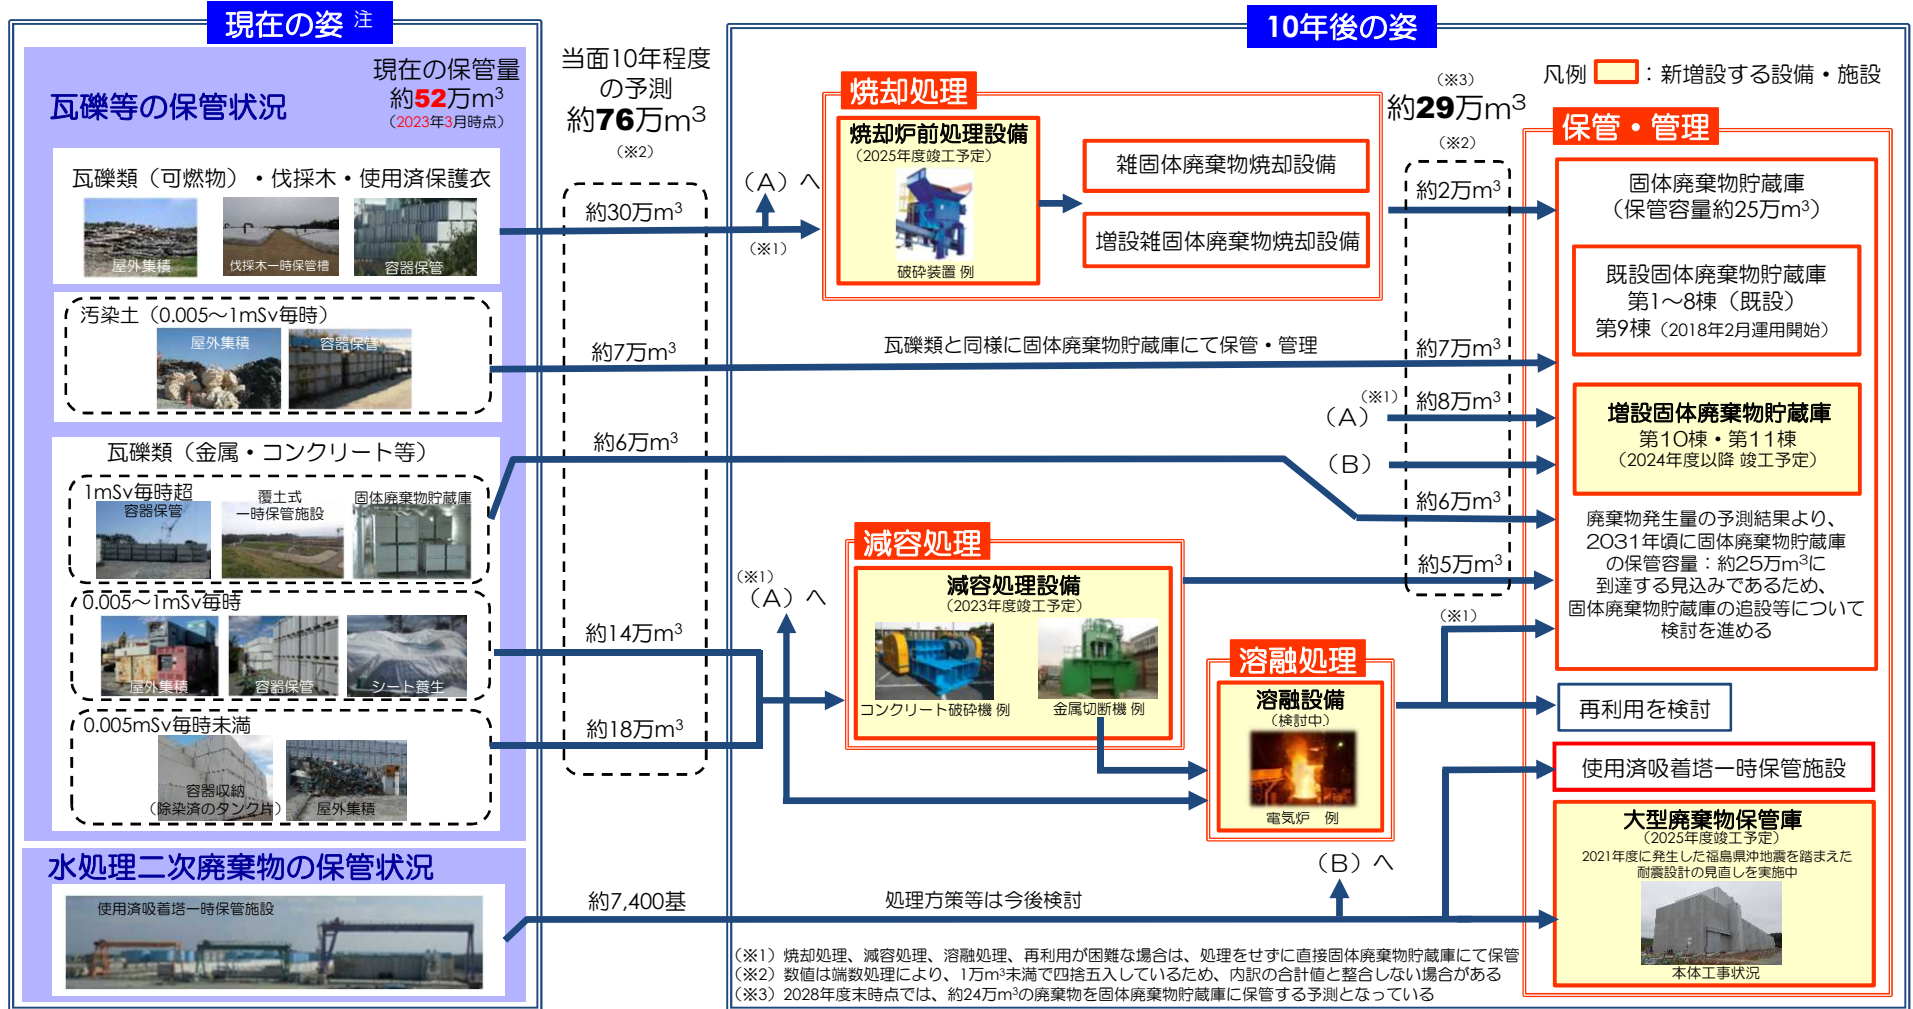 現在の姿 注
10年後の姿
瓦礫等の保管状況
現在の保管量
約52万m³
(2023年3月時点)
当面10年程度
の予測
約76万m³
(※2)
瓦礫類（可燃物）・伐採木・使用済保護衣
屋外集積
伐採木一時保管槽
容器保管
約30万m³
(A) へ
(※1)
焼却処理
焼却炉前処理設備
(2025年度竣工予定)
破砕装置 例
雑固体廃棄物焼却設備
増設雑固体廃棄物焼却設備
(※3)
約29万m³
(※2)
約2万m³
凡例 ：新増設する設備・施設
保管・管理
固体廃棄物貯蔵庫
（保管容量約25万m³）
既設固体廃棄物貯蔵庫
第1～8棟（既設）
第9棟（2018年2月運用開始）
汚染土（0.005～1mSv毎時）
屋外集積
容器保管
約7万m³
瓦礫類と同様に固体廃棄物貯蔵庫にて保管・管理
約7万m³
(※1)
(A)
約8万m³
(B)
増設固体廃棄物貯蔵庫
第10棟・第11棟
（2024年度以降 竣工予定）
瓦礫類（金属・コンクリート等）
1mSv毎時超
容器保管
覆土式
一時保管施設
固体廃棄物貯蔵庫
約6万m³
約6万m³
廃棄物発生量の予測結果より、
2031年頃に固体廃棄物貯蔵庫
の保管容量：約25万m³に
到達する見込みであるため、
固体廃棄物貯蔵庫の追設等について
検討を進める
0.005～1mSv毎時
屋外集積
容器保管
シート養生
約14万m³
(※1)
(A) へ
減容処理
減容処理設備
(2023年度竣工予定)
コンクリート破砕機 例
金属切断機 例
約5万m³
(※1)
0.005mSv毎時未満
容器収納
（除染済のタンク片）
屋外集積
約18万m³
溶融処理
溶融設備
（検討中）
電気炉 例
再利用を検討
使用済吸着塔一時保管施設
大型廃棄物保管庫
(2025年度竣工予定)
2021年度に発生した福島県沖地震を踏まえた
耐震設計の見直しを実施中
本体工事状況
水処理二次廃棄物の保管状況
使用済吸着塔一時保管施設
約7,400基
処理方策等は今後検討
(B) へ
(※1) 焼却処理、減容処理、溶融処理、再利用が困難な場合は、処理をせずに直接固体廃棄物貯蔵庫にて保管
(※2) 数値は端数処理により、1万m³未満で四捨五入しているため、内訳の合計値と整合しない場合がある
(※3) 2028年度末時点では、約24万m³の廃棄物を固体廃棄物貯蔵庫に保管する予測となっている